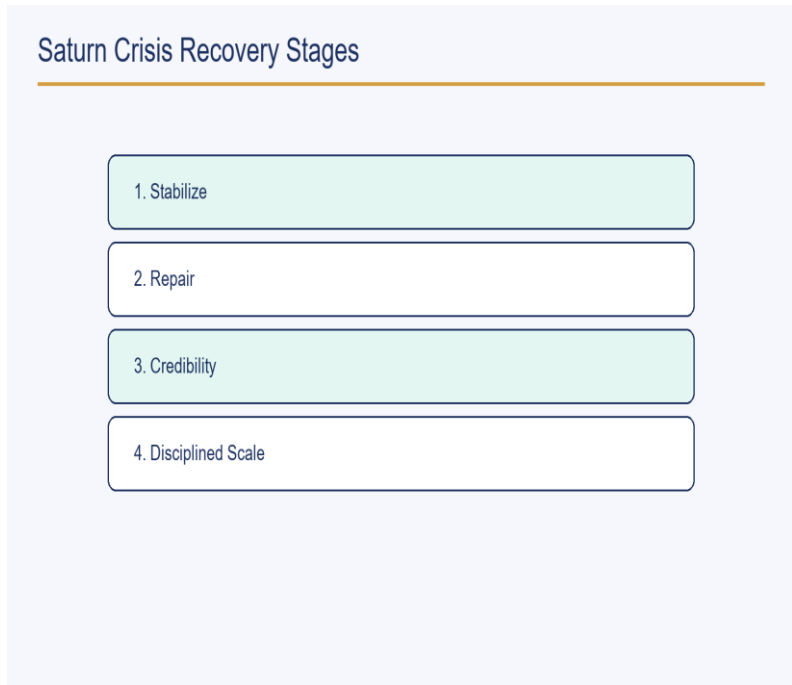 Saturn Crisis Recovery Stages
1. Stabilize
2. Repair
3. Credibility
4. Disciplined Scale